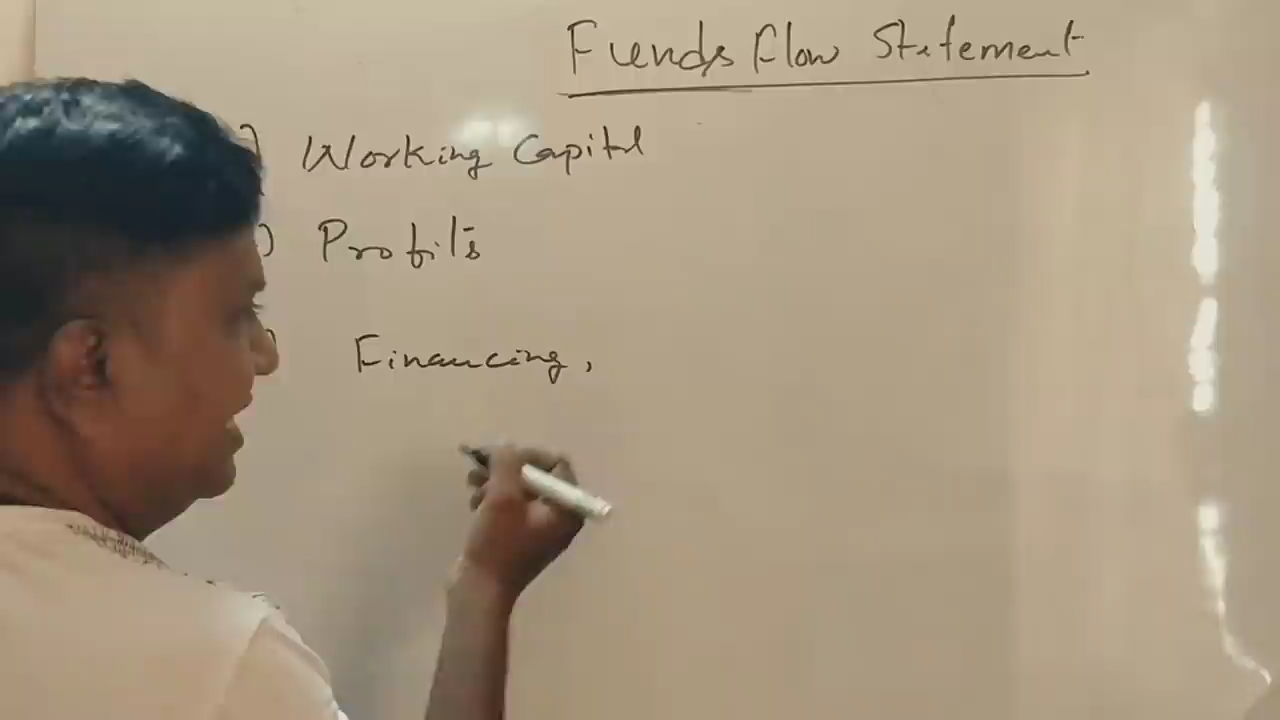 Funds Flow Statement
) Working Capital
) Profits
) Financing,